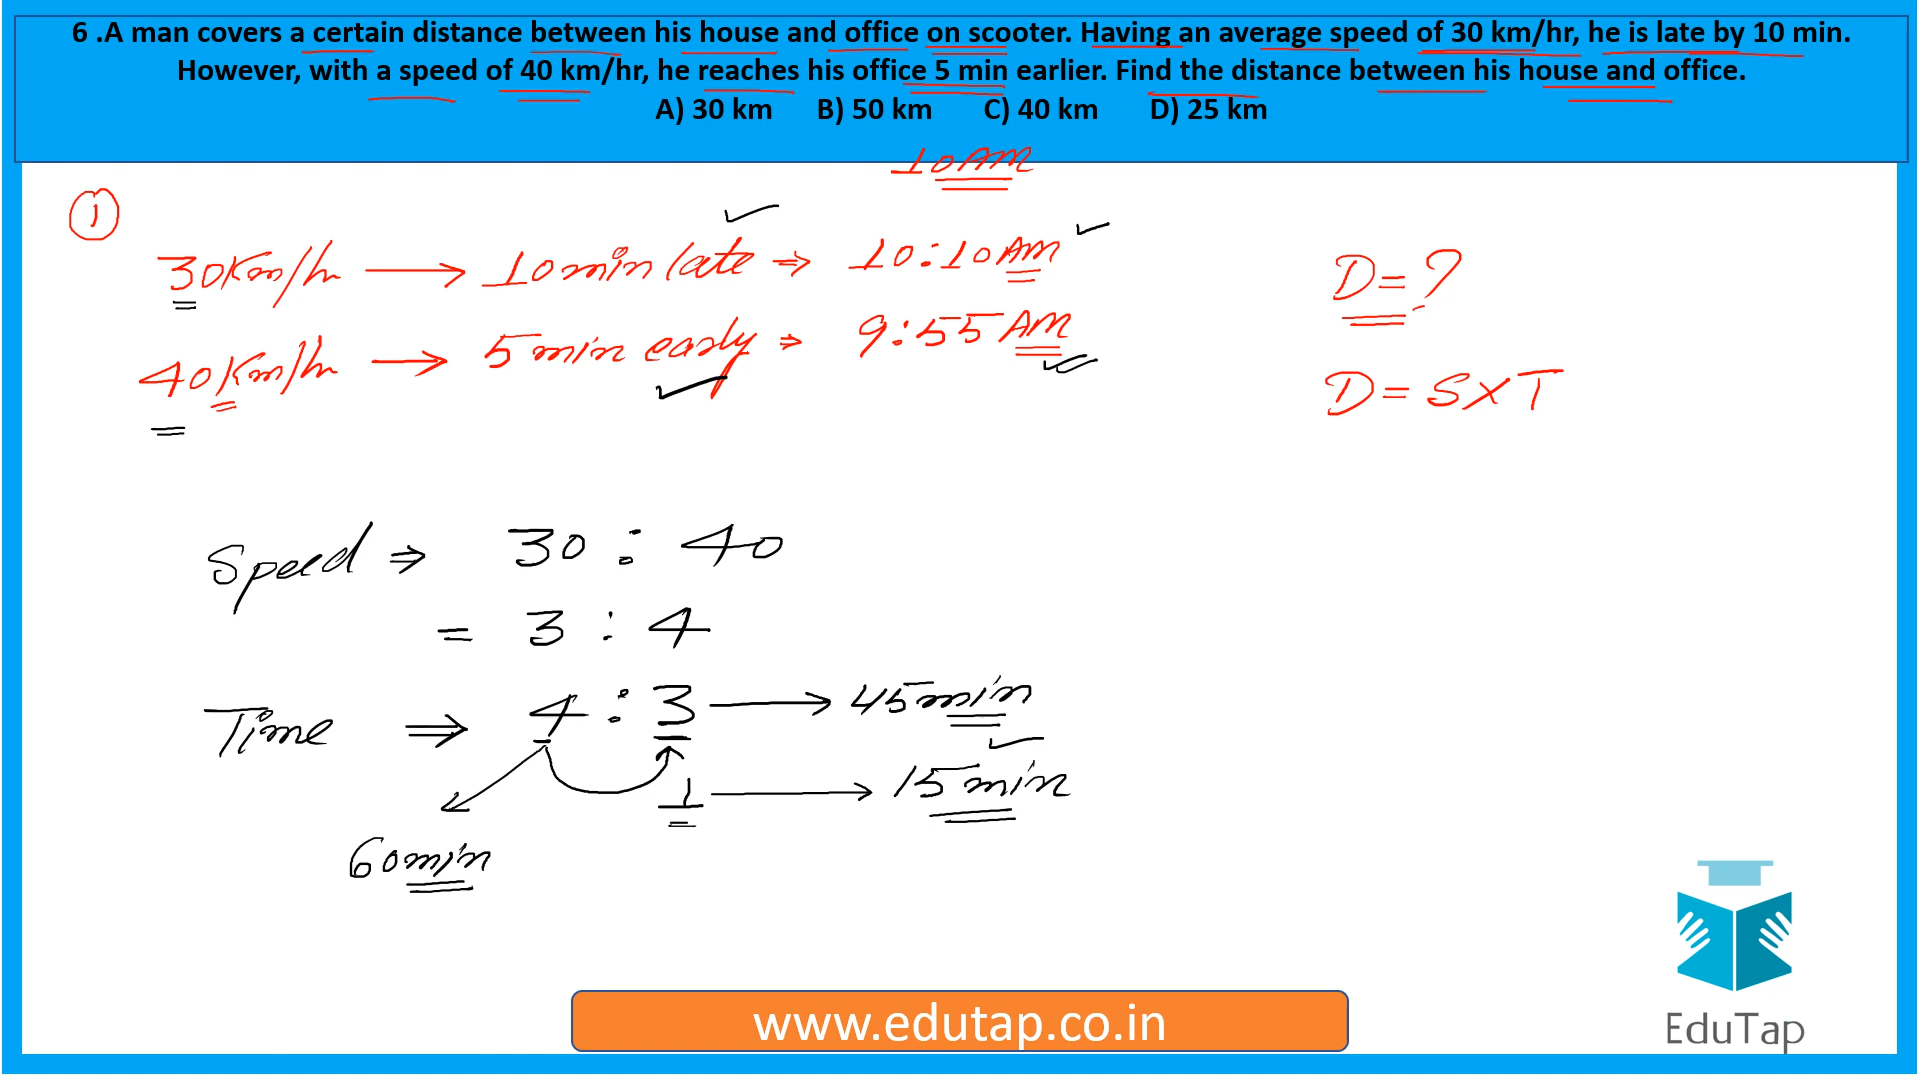 6 .A man covers a certain distance between his house and office on scooter. Having an average speed of 30 km/hr, he is late by 10 min.
However, with a speed of 40 km/hr, he reaches his office 5 min earlier. Find the distance between his house and office.
A) 30 km B) 50 km C) 40 km D) 25 km
10AM
1
30Km/hr → 10min late ⇒ 10:10AM
D = ?
40Km/hr → 5min early ⇒ 9:55AM
D = S×T
Speed ⇒ 30 : 40
= 3 : 4
Time ⇒ 4 : 3 → 45min
1 → 15min
60min
www.edutap.co.in
EduTap